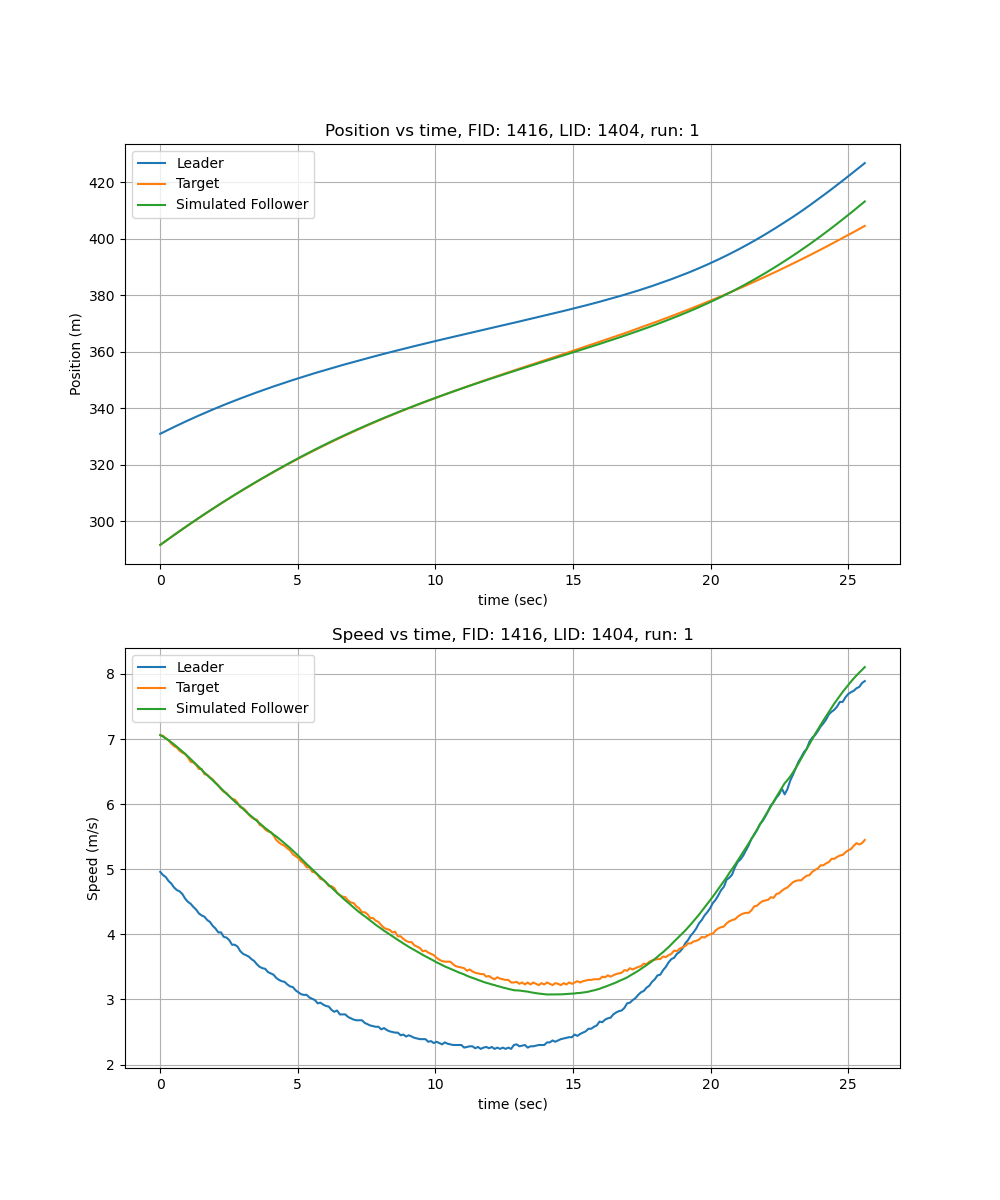 Position vs time, FID: 1416, LID: 1404, run: 1
Leader
Target
Simulated Follower
420
400
380
360
340
320
300
Position (m)
0 5 10 15 20 25
time (sec)
Speed vs time, FID: 1416, LID: 1404, run: 1
Leader
Target
Simulated Follower
8
7
6
5
4
3
2
Speed (m/s)
0 5 10 15 20 25
time (sec)